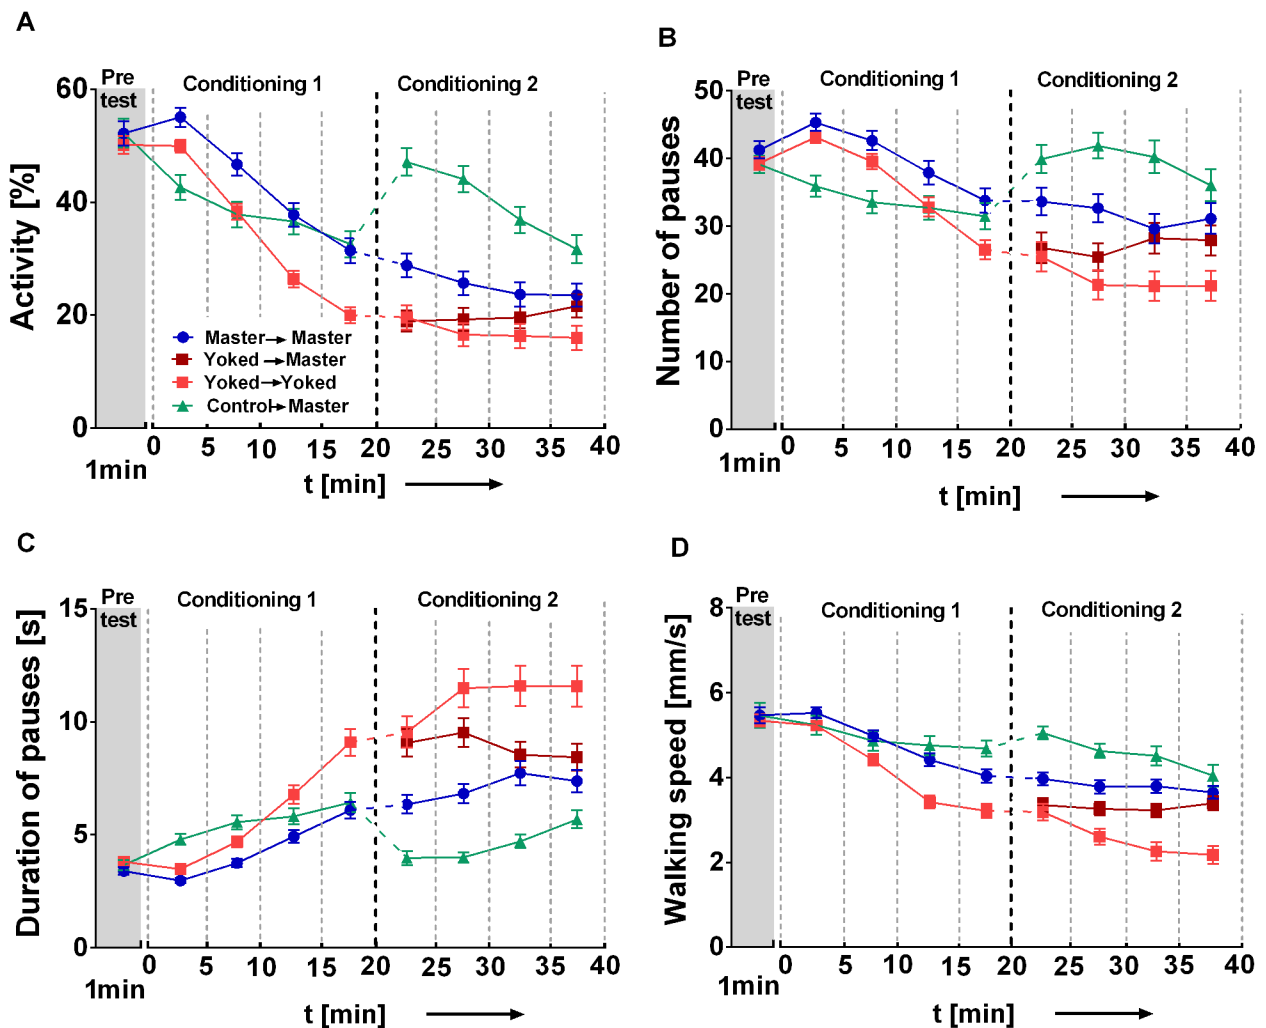 A
Pre
test
Conditioning 1
Conditioning 2
Activity [%]
60
40
20
0
Master→Master
Yoked→Master
Yoked→Yoked
Control→Master
0 5 10 15 20 25 30 35 40
1min
t [min]
B
Pre
test
Conditioning 1
Conditioning 2
Number of pauses
50
40
30
20
10
0
0 5 10 15 20 25 30 35 40
1min
t [min]
C
Pre
test
Conditioning 1
Conditioning 2
Duration of pauses [s]
15
10
5
0
0 5 10 15 20 25 30 35 40
1min
t [min]
D
Pre
test
Conditioning 1
Conditioning 2
Walking speed [mm/s]
8
6
4
2
0
0 5 10 15 20 25 30 35 40
1min
t [min]